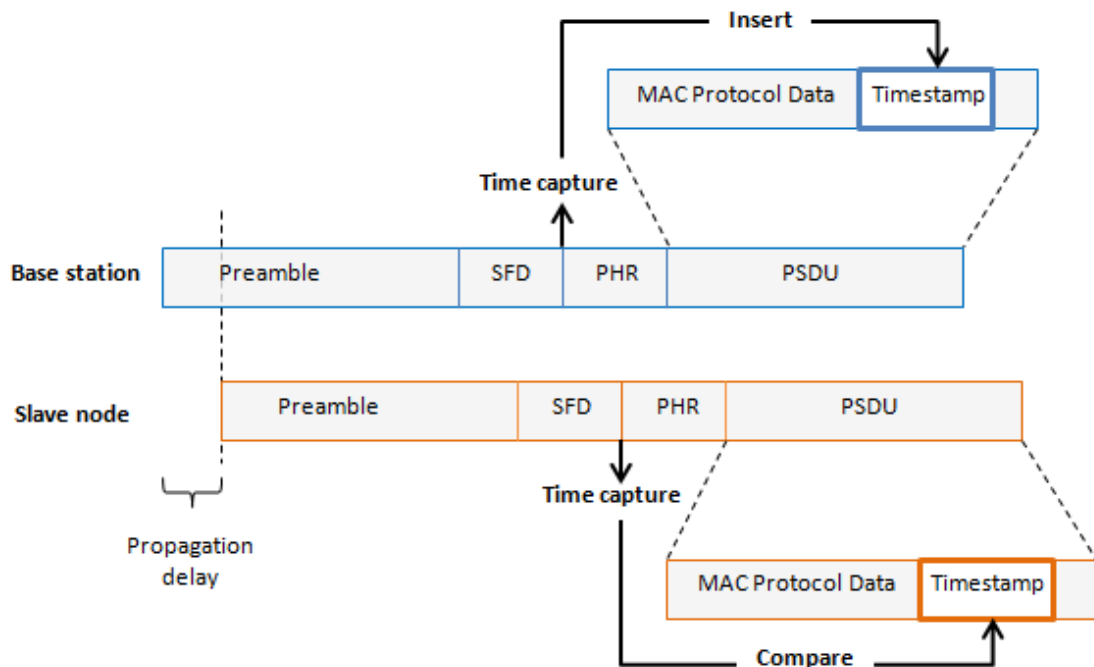 Insert
MAC Protocol Data Timestamp
Time capture
Base station Preamble SFD PHR PSDU
Slave node Preamble SFD PHR PSDU
Time capture
Propagation
delay
MAC Protocol Data Timestamp
Compare